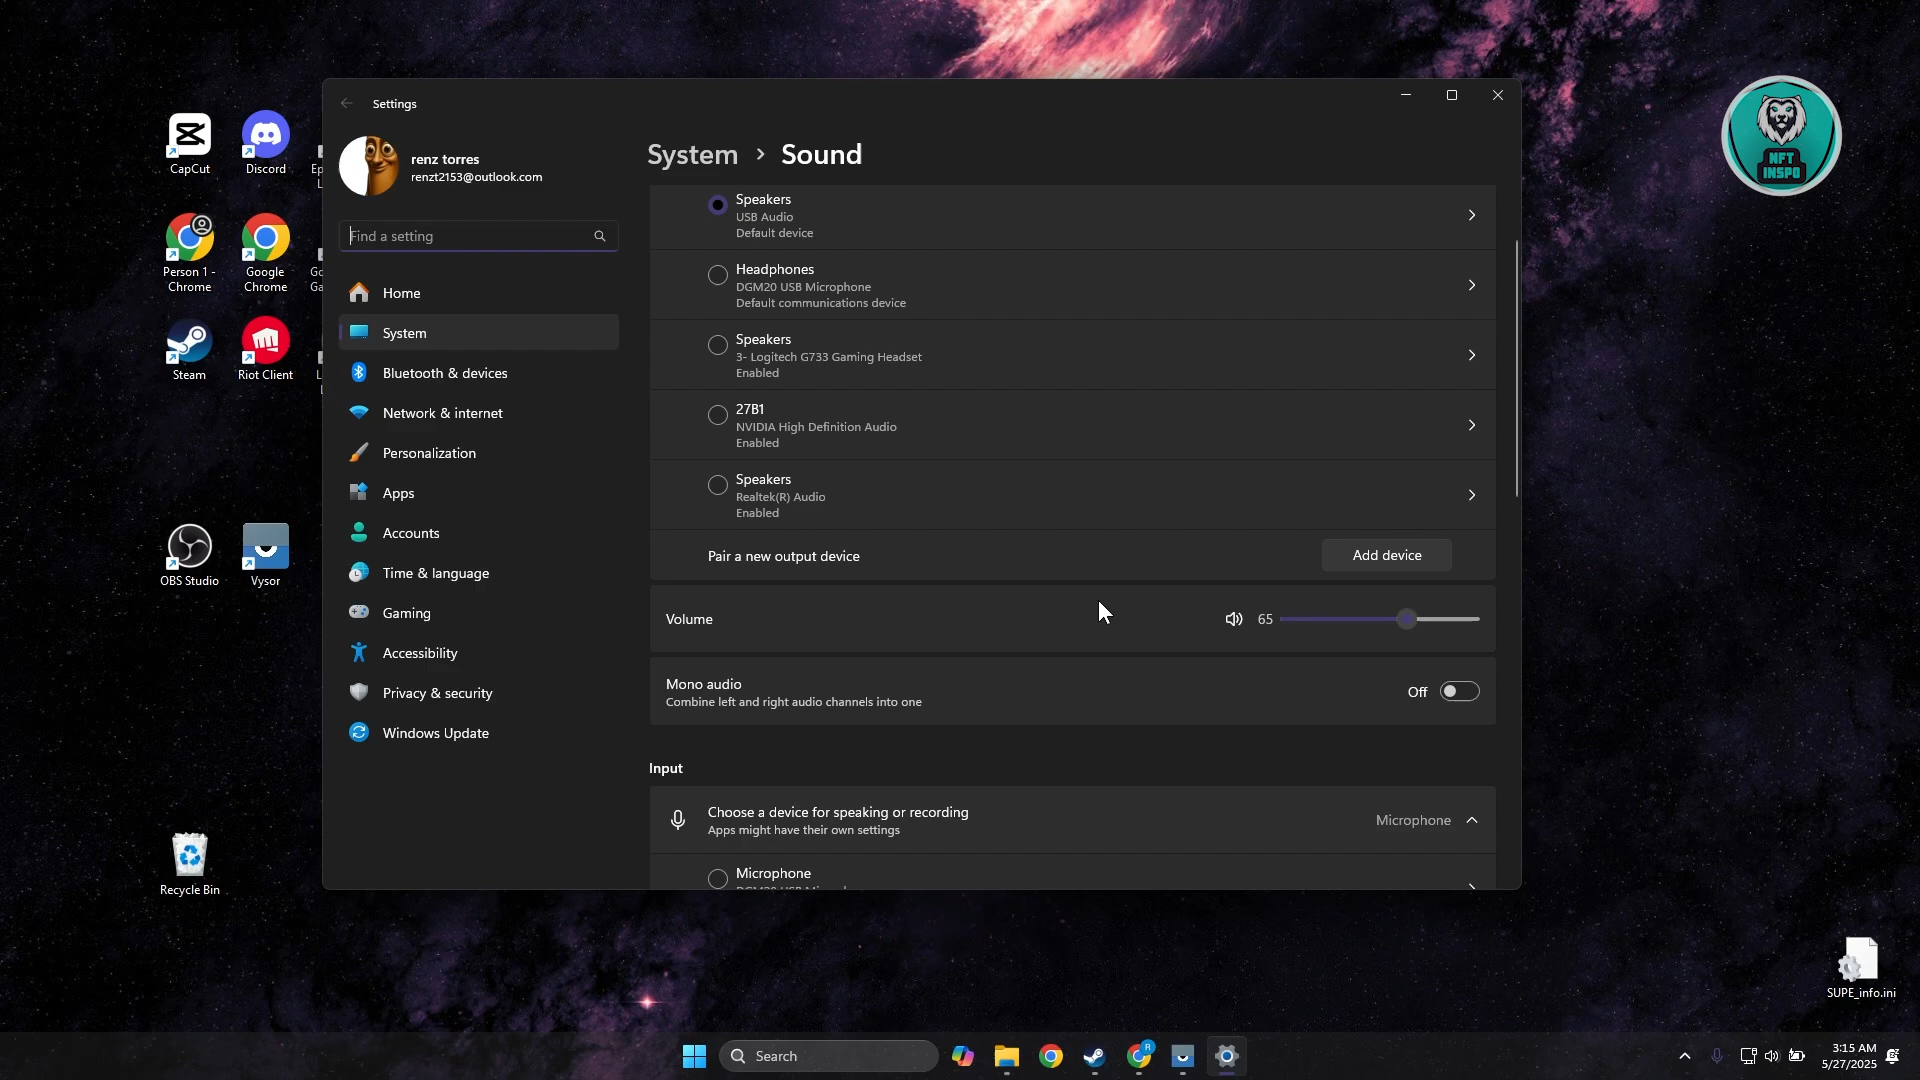 Settings
renz torres
renzt2153@outlook.com
Find a setting
Home
System
Bluetooth & devices
Network & internet
Personalization
Apps
Accounts
Time & language
Gaming
Accessibility
Privacy & security
Windows Update
System > Sound
Speakers
USB Audio
Default device
Headphones
DGM20 USB Microphone
Default communications device
Speakers
3- Logitech G733 Gaming Headset
Enabled
27B1
NVIDIA High Definition Audio
Enabled
Speakers
Realtek(R) Audio
Enabled
Pair a new output device
Add device
Volume
65
Mono audio
Combine left and right audio channels into one
Off
Input
Choose a device for speaking or recording
Apps might have their own settings
Microphone
Microphone
CapCut
Discord
Person 1 -
Chrome
Google
Chrome
Steam
Riot Client
OBS Studio
Vysor
Recycle Bin
NFT
INSPO
SUPE_info.ini
Search
R
3:15 AM
5/27/2025